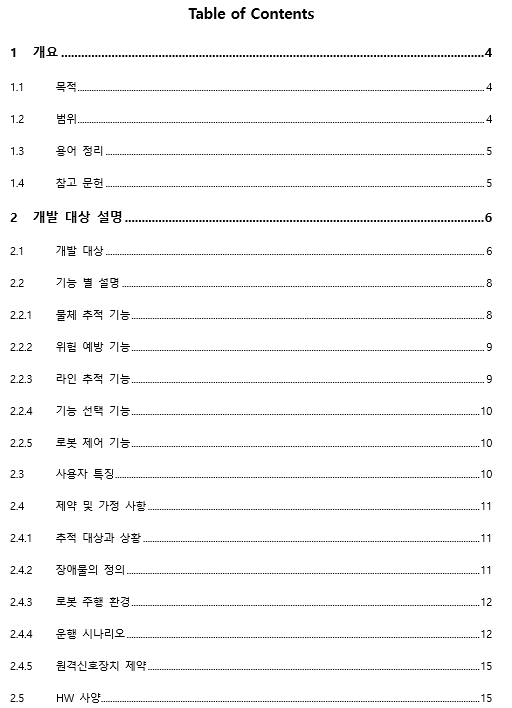 Table of Contents
1 개요 4
1.1 목적 4
1.2 범위 4
1.3 용어 정리 5
1.4 참고 문헌 5
2 개발 대상 설명 6
2.1 개발 대상 6
2.2 기능 별 설명 8
2.2.1 물체 추적 기능 8
2.2.2 위험 예방 기능 9
2.2.3 라인 추적 기능 9
2.2.4 기능 선택 기능 10
2.2.5 로봇 제어 기능 10
2.3 사용자 특징 10
2.4 제약 및 가정 사항 11
2.4.1 추적 대상과 상황 11
2.4.2 장애물의 정의 11
2.4.3 로봇 주행 환경 12
2.4.4 운행 시나리오 12
2.4.5 원격신호장치 제약 15
2.5 HW 사양 15